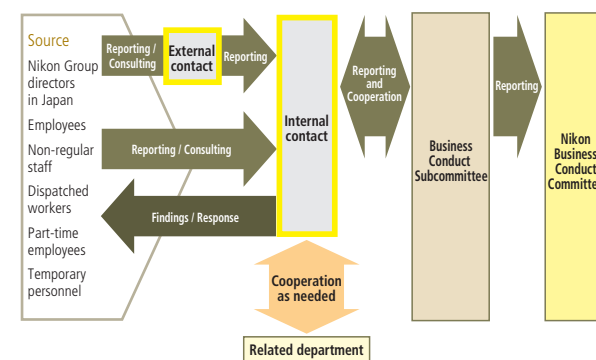 Source
Nikon Group
directors
in Japan
Employees
Non-regular
staff
Dispatched
workers
Part-time
employees
Temporary
personnel
Reporting /
Consulting
External
contact
Reporting
Reporting / Consulting
Findings / Response
Internal
contact
Reporting
and
Cooperation
Business
Conduct
Subcommittee
Reporting
Nikon
Business
Conduct
Committe
Cooperation
as needed
Related department